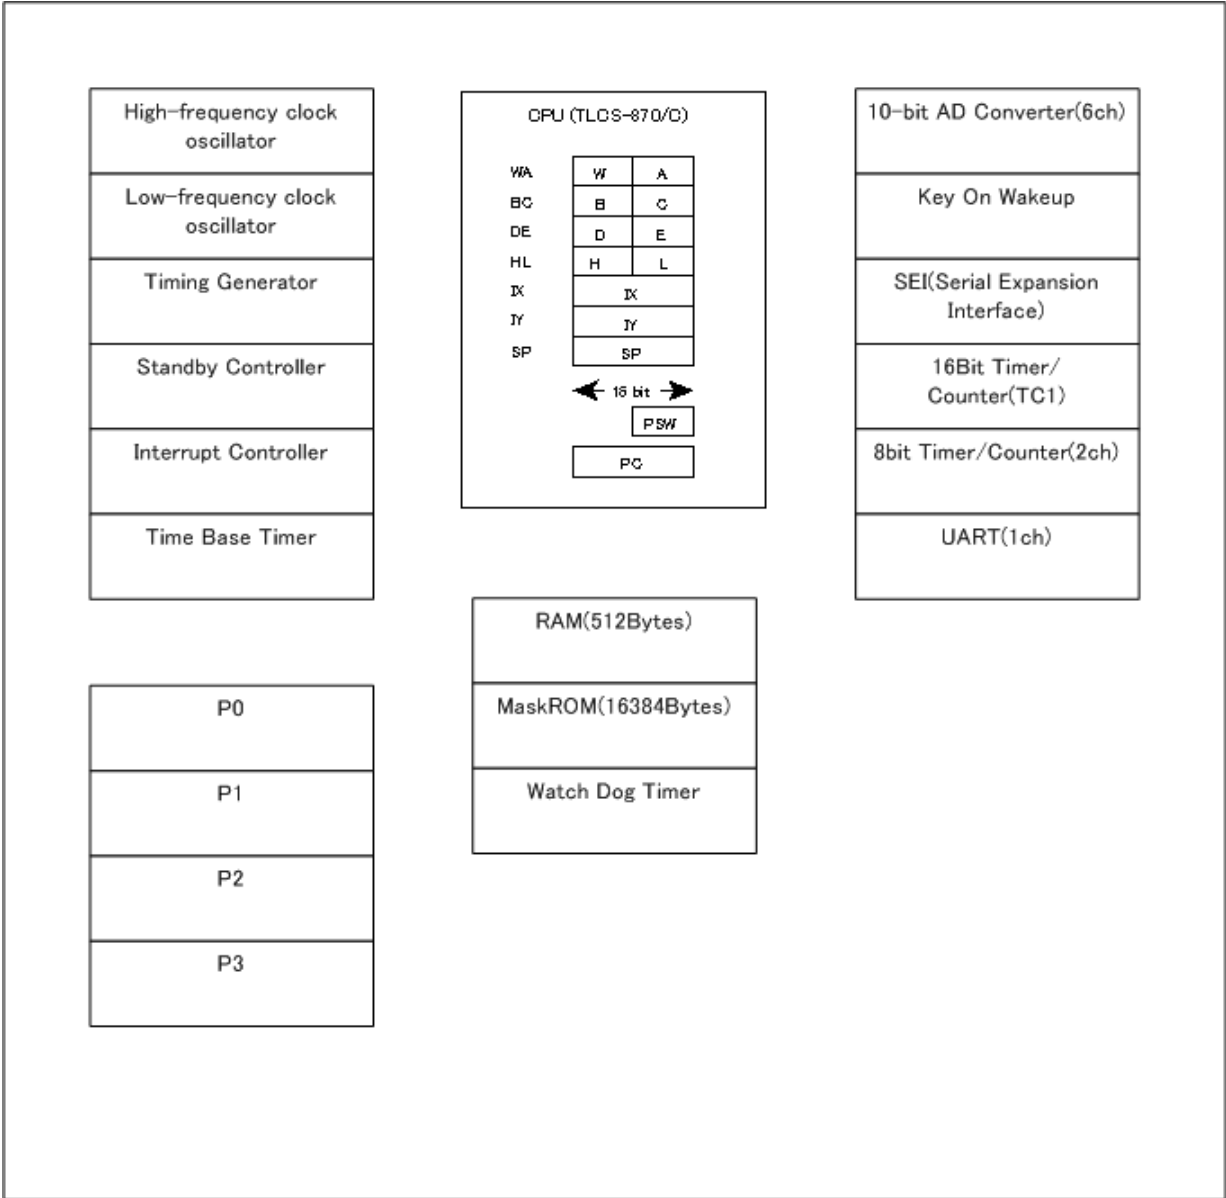 High-frequency clock
oscillator
Low-frequency clock
oscillator
Timing Generator
Standby Controller
Interrupt Controller
Time Base Timer
P0
P1
P2
P3
CPU (TLCS-870/C)
WA W A
BC B C
DE D E
HL H L
IX IX
IY IY
SP SP
16 bit
PSW
PC
RAM(512Bytes)
MaskROM(16384Bytes)
Watch Dog Timer
10-bit AD Converter(6ch)
Key On Wakeup
SEI(Serial Expansion
Interface)
16Bit Timer/
Counter(TC1)
8bit Timer/Counter(2ch)
UART(1ch)